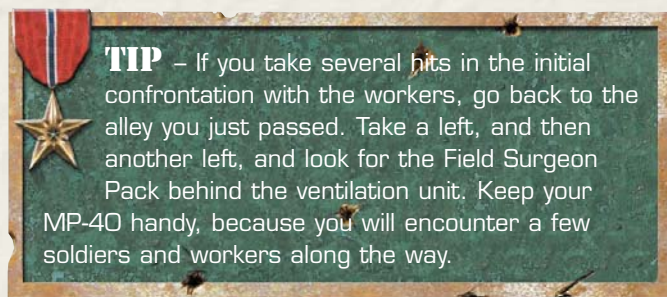 TIP – If you take several hits in the initial
confrontation with the workers, go back to the
alley you just passed. Take a left, and then
another left, and look for the Field Surgeon
Pack behind the ventilation unit. Keep your
MP-40 handy, because you will encounter a few
soldiers and workers along the way.